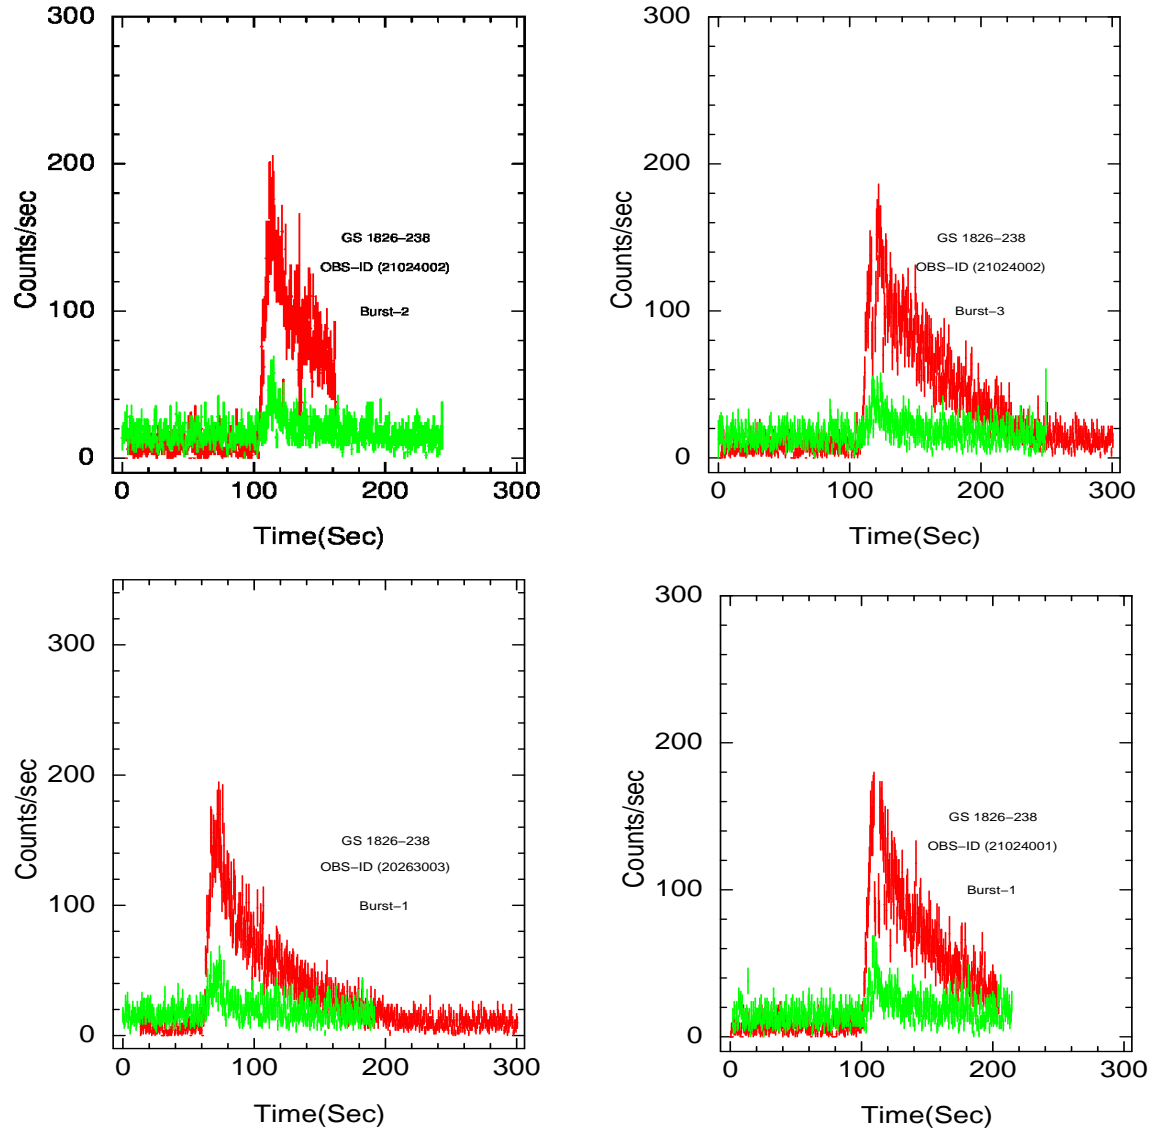 300
200
100
0
Counts/sec
GS 1826−238
OBS−ID (21024002)
Burst−2
0 100 200 300
Time(Sec)
300
200
100
0
Counts/sec
GS 1826−238
OBS−ID (21024002)
Burst−3
0 100 200 300
Time(Sec)
300
200
100
0
Counts/sec
GS 1826−238
OBS−ID (20263003)
Burst−1
0 100 200 300
Time(Sec)
300
200
100
0
Counts/sec
GS 1826−238
OBS−ID (21024001)
Burst−1
0 100 200 300
Time(Sec)